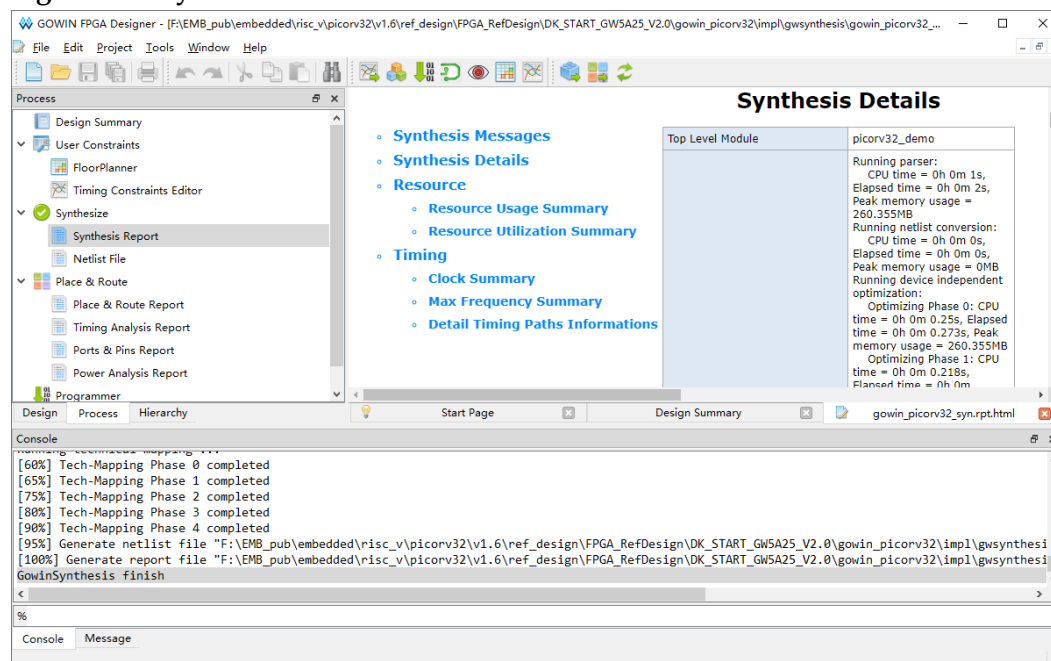 GOWIN FPGA Designer - [F:\EMB_pub\embedded\risc_v\picorv32\v1.6\ref_design\FPGA_RefDesign\DK_START_GW5A25_V2.0\gowin_picorv32\impl\gwsynthesis\gowin_picorv32_...
File Edit Project Tools Window Help
Process
Design Summary
User Constraints
FloorPlanner
Timing Constraints Editor
Synthesize
Synthesis Report
Netlist File
Place & Route
Place & Route Report
Timing Analysis Report
Ports & Pins Report
Power Analysis Report
Programmer
Design Process Hierarchy
Synthesis Messages
Synthesis Details
Resource
Resource Usage Summary
Resource Utilization Summary
Timing
Clock Summary
Max Frequency Summary
Detail Timing Paths Informations
Synthesis Details
Top Level Module picorv32_demo
Running parser:
CPU time = 0h 0m 1s,
Elapsed time = 0h 0m 2s,
Peak memory usage =
260.355MB
Running netlist conversion:
CPU time = 0h 0m 0s,
Elapsed time = 0h 0m 0s,
Peak memory usage = 0MB
Running device independent
optimization:
Optimizing Phase 0: CPU
time = 0h 0m 0.25s, Elapsed
time = 0h 0m 0.273s, Peak
memory usage = 260.355MB
Optimizing Phase 1: CPU
time = 0h 0m 0.218s,
Elapsed time = 0h 0m
Start Page Design Summary gowin_picorv32_syn.rpt.html
Console
Running technical mapping ...
[60%] Tech-Mapping Phase 0 completed
[65%] Tech-Mapping Phase 1 completed
[75%] Tech-Mapping Phase 2 completed
[80%] Tech-Mapping Phase 3 completed
[90%] Tech-Mapping Phase 4 completed
[95%] Generate netlist file "F:\EMB_pub\embedded\risc_v\picorv32\v1.6\ref_design\FPGA_RefDesign\DK_START_GW5A25_V2.0\gowin_picorv32\impl\gwsynthesi
[100%] Generate report file "F:\EMB_pub\embedded\risc_v\picorv32\v1.6\ref_design\FPGA_RefDesign\DK_START_GW5A25_V2.0\gowin_picorv32\impl\gwsynthesi
GowinSynthesis finish
%
Console Message